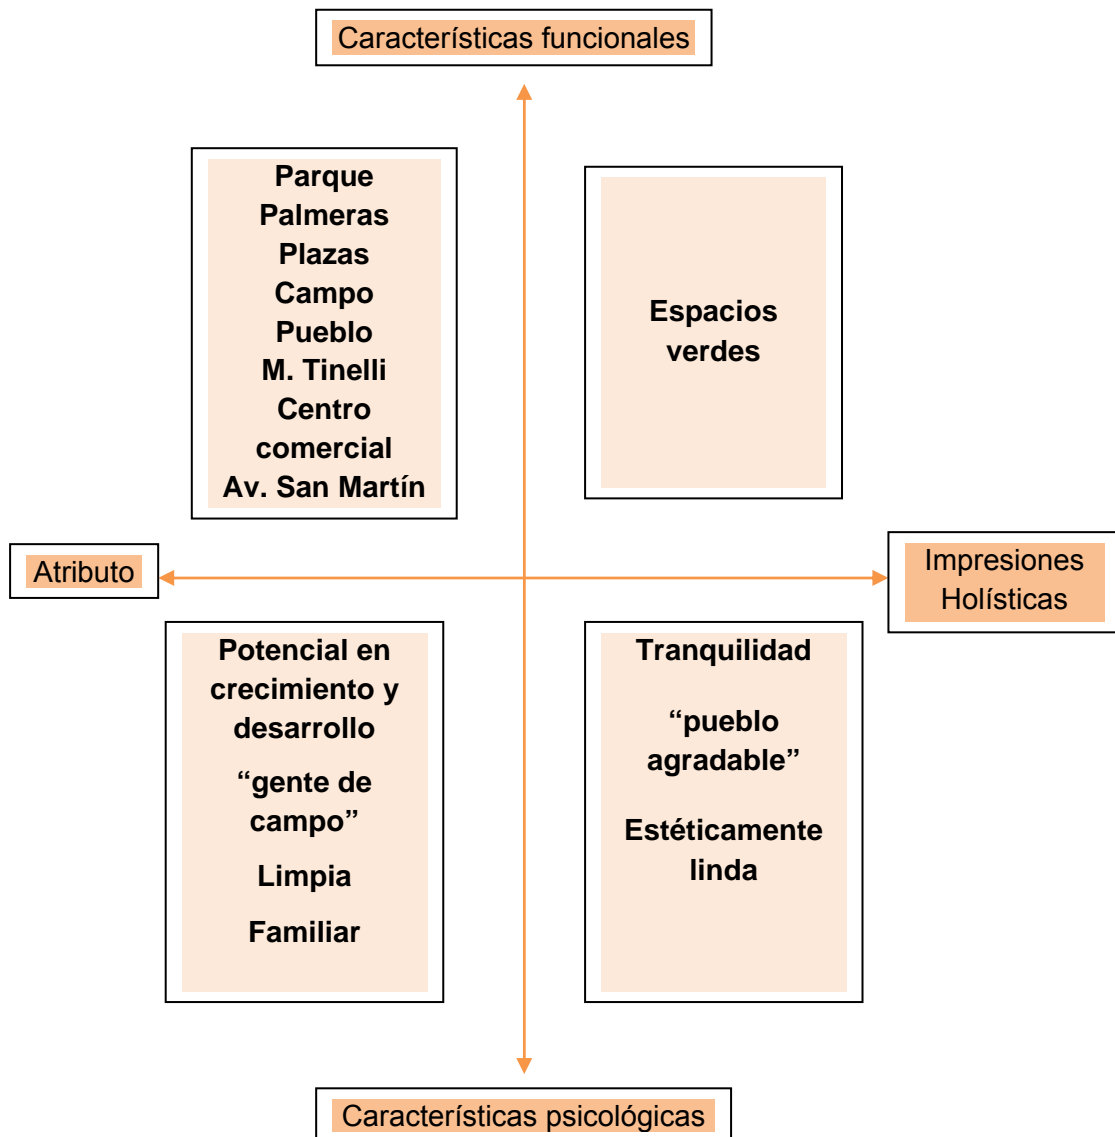 Características funcionales
Parque
Palmeras
Plazas
Campo
Pueblo
M. Tinelli
Centro
comercial
Av. San Martín
Espacios
verdes
Atributo
Impresiones
Holísticas
Potencial en
crecimiento y
desarrollo
“gente de
campo”
Limpia
Familiar
Tranquilidad
“pueblo
agradable”
Estéticamente
linda
Características psicológicas